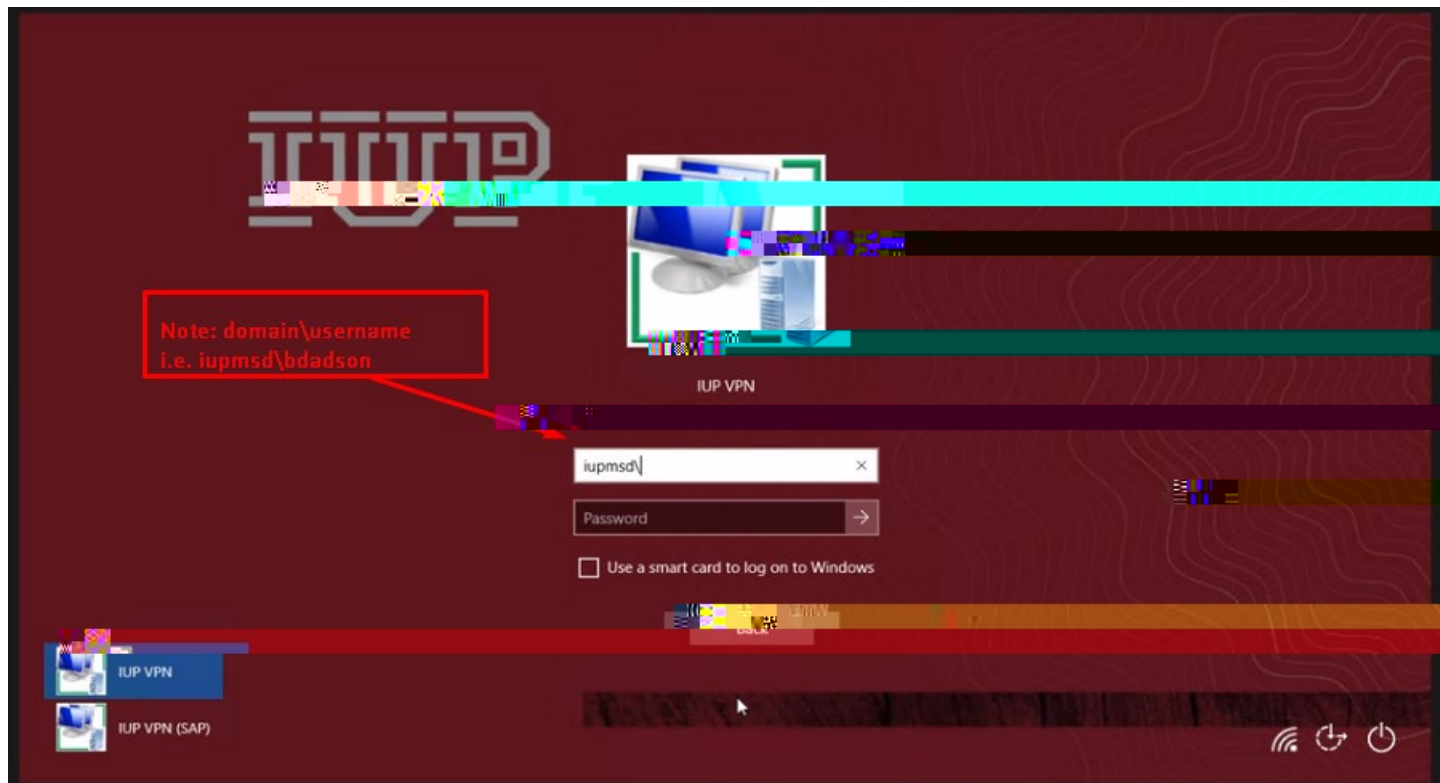 IUP
Note: domain\username
i.e. iupmsd\bdadson
IUP VPN
iupmsd\
Password
Use a smart card to log on to Windows
Back
IUP VPN
IUP VPN (SAP)